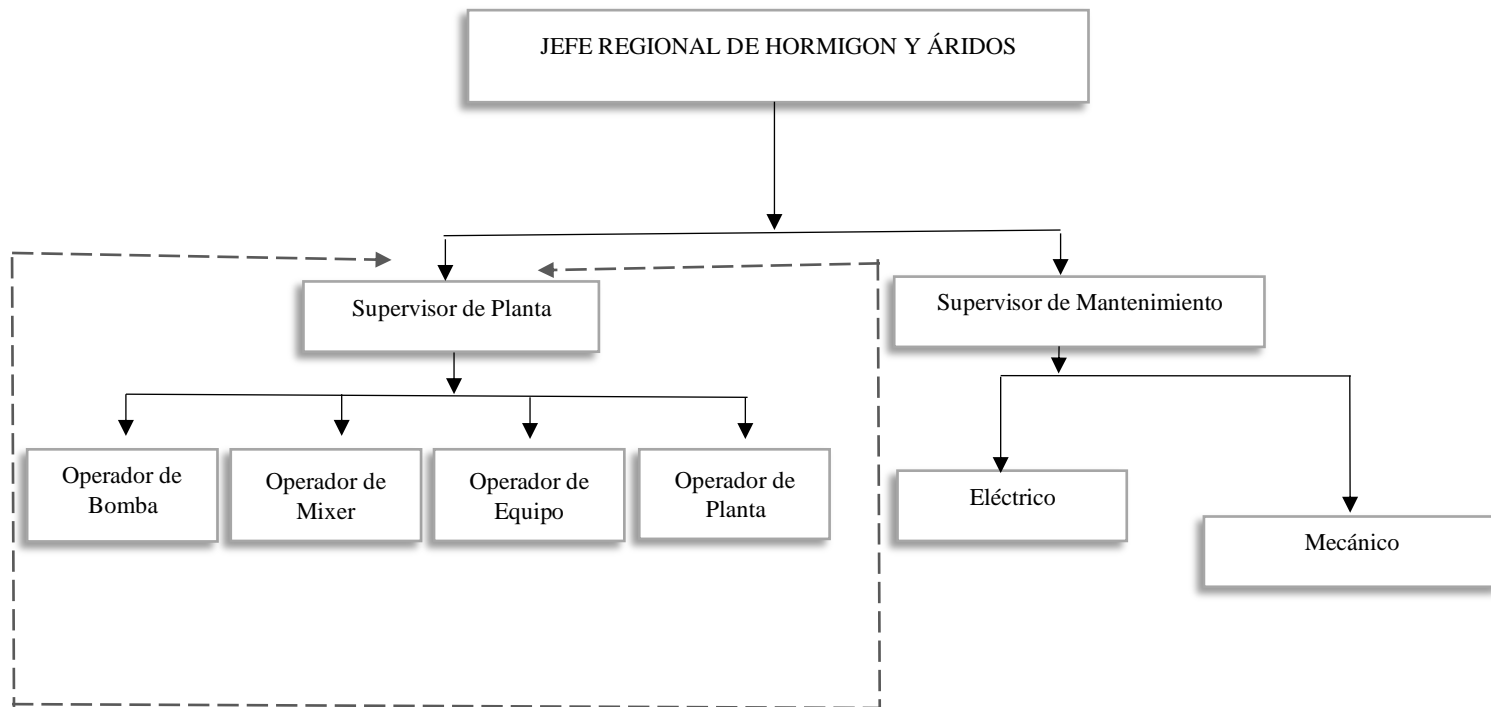 JEFE REGIONAL DE HORMIGON Y ÁRIDOS
Supervisor de Planta
Supervisor de Mantenimiento
Operador de
Bomba
Operador de
Mixer
Operador de
Equipo
Operador de
Planta
Eléctrico
Mecánico